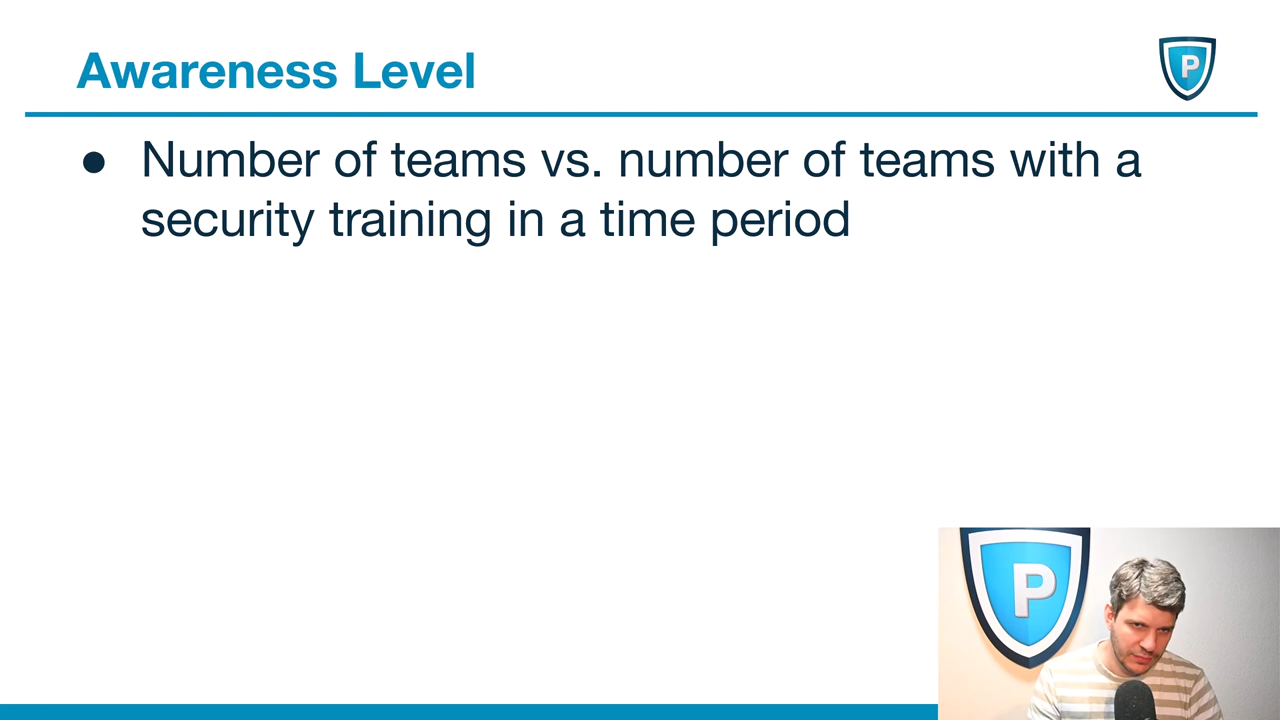 Awareness Level
P
● Number of teams vs. number of teams with a
security training in a time period
P